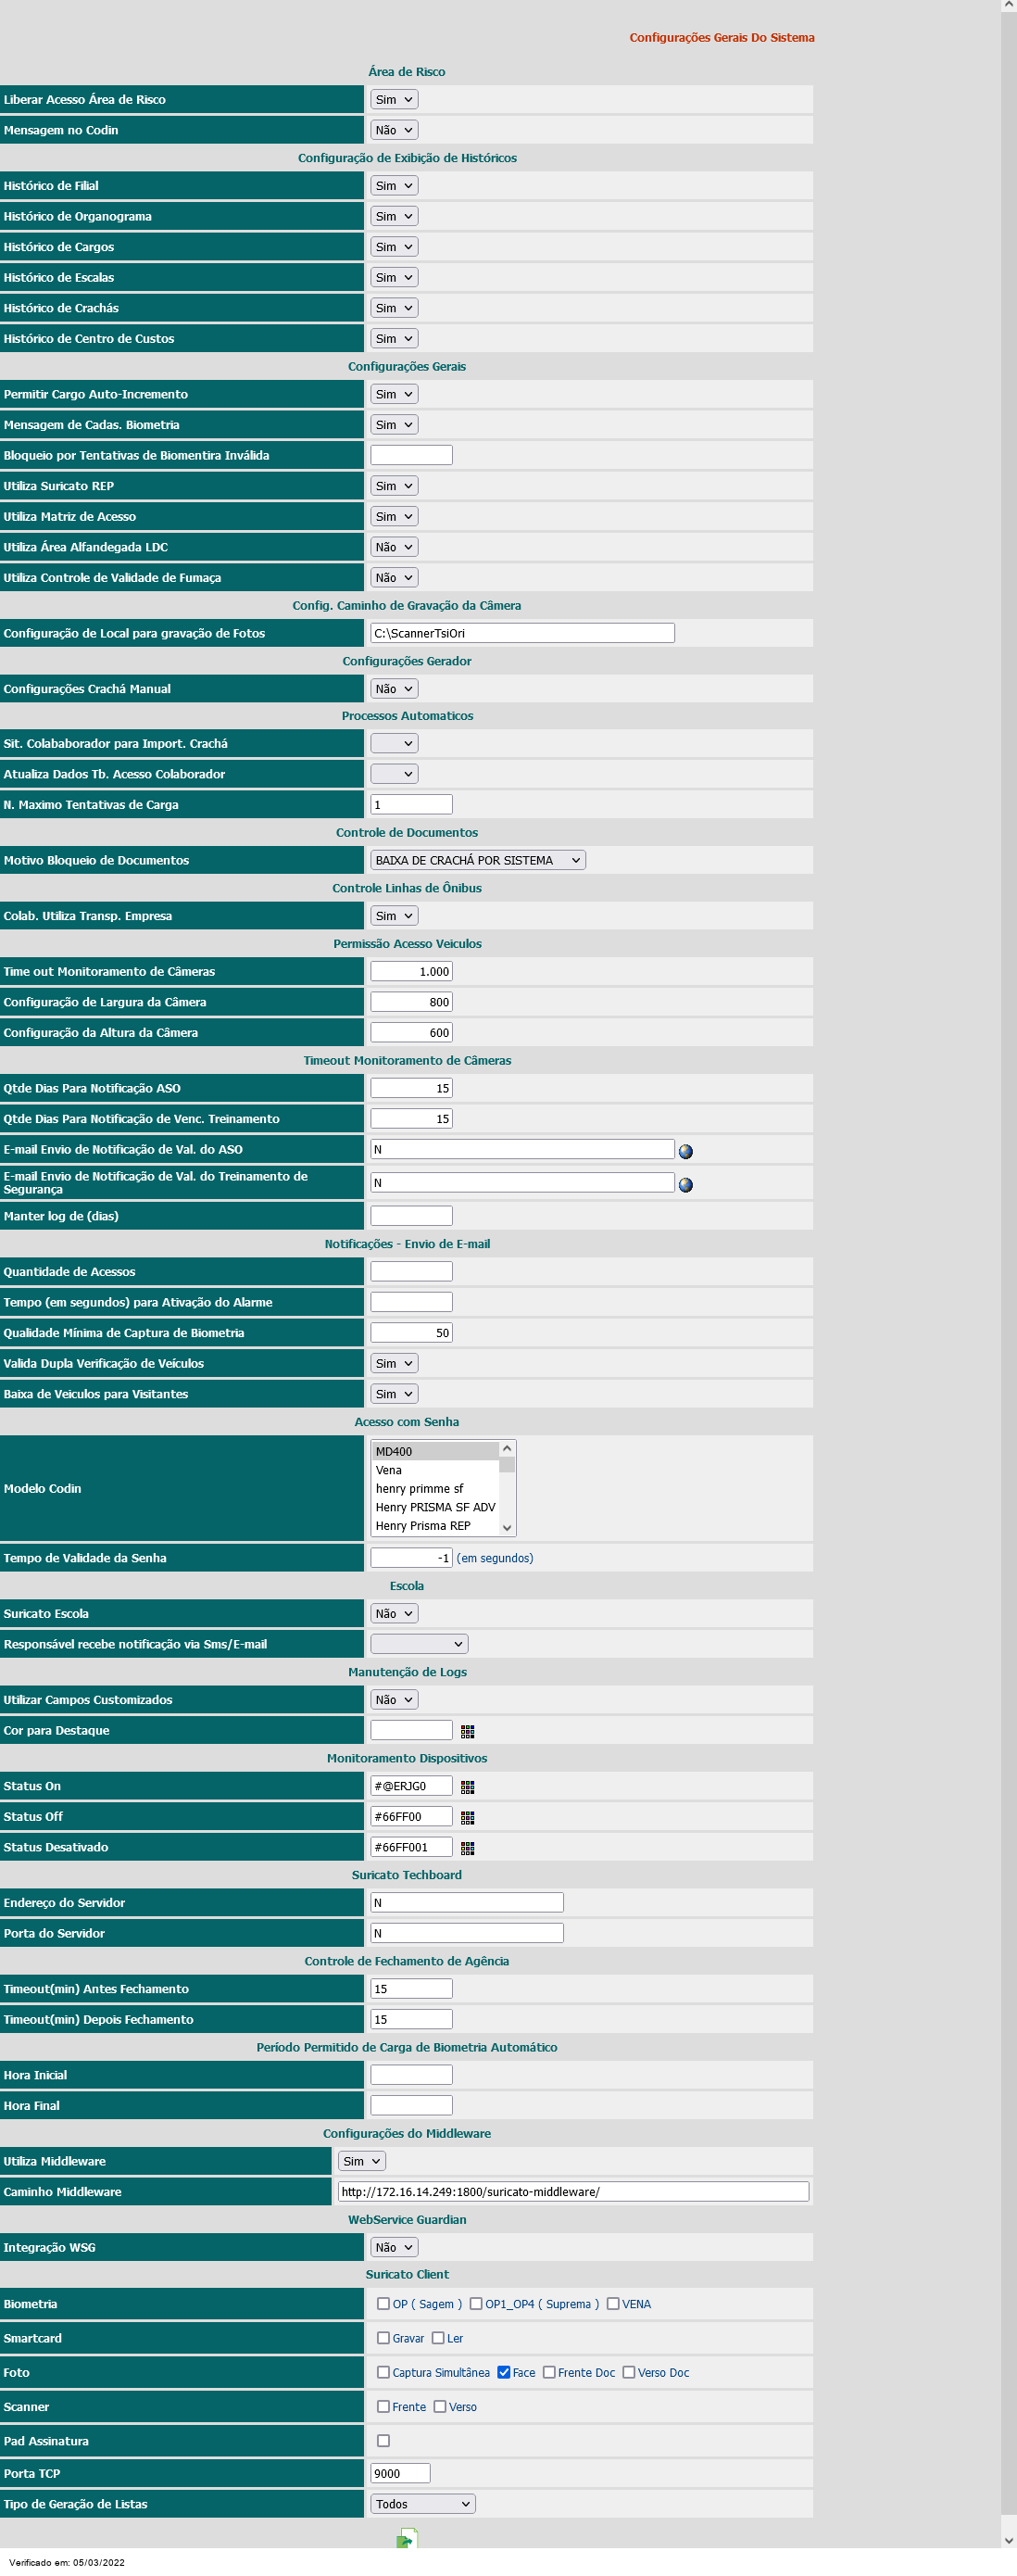 Configurações Gerais Do Sistema
Área de Risco
Liberar Acesso Área de Risco Sim
Mensagem no Codin Não
Configuração de Exibição de Históricos
Histórico de Filial Sim
Histórico de Organograma Sim
Histórico de Cargos Sim
Histórico de Escalas Sim
Histórico de Crachás Sim
Histórico de Centro de Custos Sim
Configurações Gerais
Permitir Cargo Auto-Incremento Sim
Mensagem de Cadas. Biometria Sim
Bloqueio por Tentativas de Biomentira Inválida
Utiliza Suricato REP Sim
Utiliza Matriz de Acesso Sim
Utiliza Área Alfandegada LDC Não
Utiliza Controle de Validade de Fumaça Não
Config. Caminho de Gravação da Câmera
Configuração de Local para gravação de Fotos C:\ScannerTsiOri
Configurações Gerador
Configurações Crachá Manual Não
Processos Automaticos
Sit. Colababorador para Import. Crachá
Atualiza Dados Tb. Acesso Colaborador
N. Maximo Tentativas de Carga 1
Controle de Documentos
Motivo Bloqueio de Documentos BAIXA DE CRACHÁ POR SISTEMA
Controle Linhas de Ônibus
Colab. Utiliza Transp. Empresa Sim
Permissão Acesso Veiculos
Time out Monitoramento de Câmeras 1.000
Configuração de Largura da Câmera 800
Configuração da Altura da Câmera 600
Timeout Monitoramento de Câmeras
Qtde Dias Para Notificação ASO 15
Qtde Dias Para Notificação de Venc. Treinamento 15
E-mail Envio de Notificação de Val. do ASO N
E-mail Envio de Notificação de Val. do Treinamento de
Segurança N
Manter log de (dias)
Notificações - Envio de E-mail
Quantidade de Acessos
Tempo (em segundos) para Ativação do Alarme
Qualidade Mínima de Captura de Biometria 50
Valida Dupla Verificação de Veículos Sim
Baixa de Veiculos para Visitantes Sim
Acesso com Senha
Modelo Codin
MD400
Vena
henry primme sf
Henry PRISMA SF ADV
Henry Prisma REP
Tempo de Validade da Senha -1 (em segundos)
Escola
Suricato Escola Não
Responsável recebe notificação via Sms/E-mail
Manutenção de Logs
Utilizar Campos Customizados Não
Cor para Destaque
Monitoramento Dispositivos
Status On #@ERJG0
Status Off #66FF00
Status Desativado #66FF001
Suricato Techboard
Endereço do Servidor N
Porta do Servidor N
Controle de Fechamento de Agência
Timeout(min) Antes Fechamento 15
Timeout(min) Depois Fechamento 15
Período Permitido de Carga de Biometria Automático
Hora Inicial
Hora Final
Configurações do Middleware
Utiliza Middleware Sim
Caminho Middleware http://172.16.14.249:1800/suricato-middleware/
WebService Guardian
Integração WSG Não
Suricato Client
Biometria OP ( Sagem ) OP1_OP4 ( Suprema ) VENA
Smartcard Gravar Ler
Foto Captura Simultânea Face Frente Doc Verso Doc
Scanner Frente Verso
Pad Assinatura
Porta TCP 9000
Tipo de Geração de Listas Todos
Verificado em: 05/03/2022